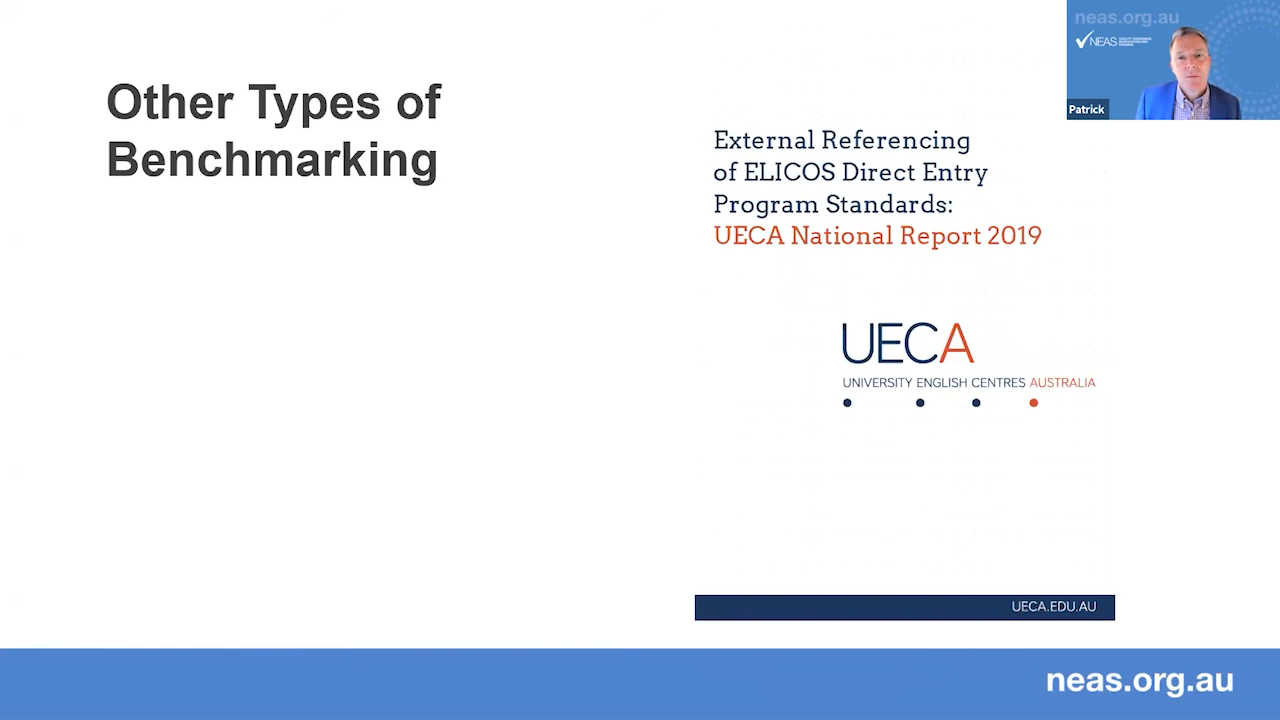 Other Types of
Benchmarking
neas.org.au
NEAS
Patrick
External Referencing
of ELICOS Direct Entry
Program Standards:
UECA National Report 2019
UECA
UNIVERSITY ENGLISH CENTRES AUSTRALIA
UECA.EDU.AU
neas.org.au